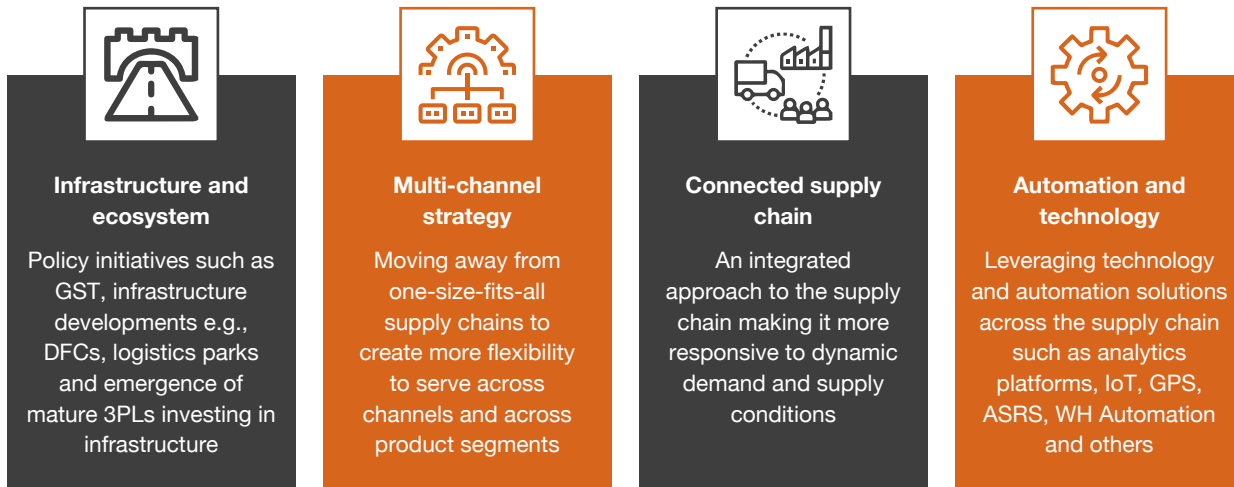 Infrastructure and
ecosystem
Policy initiatives such as
GST, infrastructure
developments e.g.,
DFCs, logistics parks
and emergence of
mature 3PLs investing in
infrastructure
Multi-channel
strategy
Moving away from
one-size-fits-all
supply chains to
create more flexibility
to serve across
channels and across
product segments
Connected supply
chain
An integrated
approach to the supply
chain making it more
responsive to dynamic
demand and supply
conditions
Automation and
technology
Leveraging technology
and automation solutions
across the supply chain
such as analytics
platforms, IoT, GPS,
ASRS, WH Automation
and others